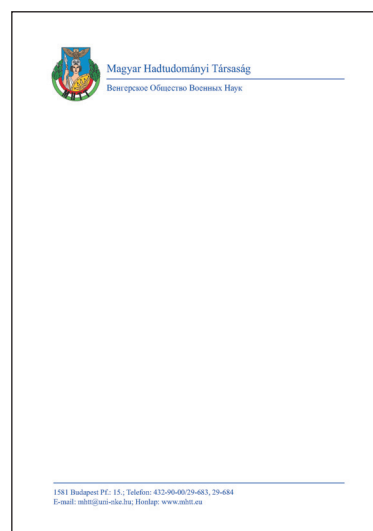 Magyar Hadtudományi Társaság
Венгерское Общество Военных Наук
1581 Budapest Pf.: 15.; Telefon: 432-90-00/29-683, 29-684
E-mail: mhtt@uni-nke.hu; Honlap: www.mhtt.eu